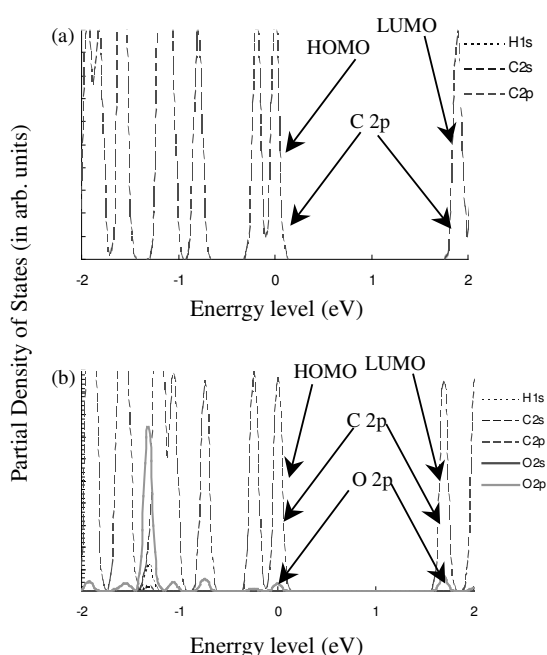 (a)
HOMO
LUMO
C 2p
H1s
C2s
C2p
-2 -1 0 1 2
Enerrgy level (eV)
Partial Density of States (in arb. units)
(b)
HOMO
LUMO
C 2p
O 2p
H1s
C2s
C2p
O2s
O2p
-2 -1 0 1 2
Enerrgy level (eV)